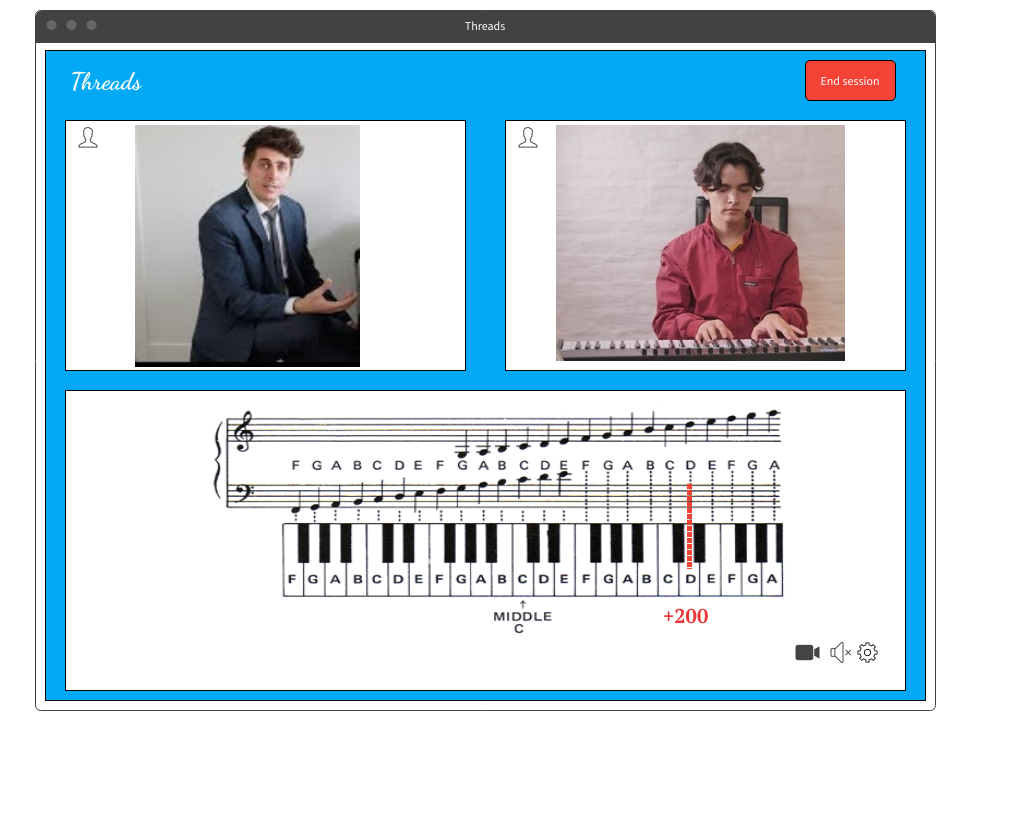 Threads
Threads
End session
F G A B C D E F G A B C D E F G A B C D E F G A
F G A B C D E F G A B C D E F G A B C D E F G A
MIDDLE
C
+200